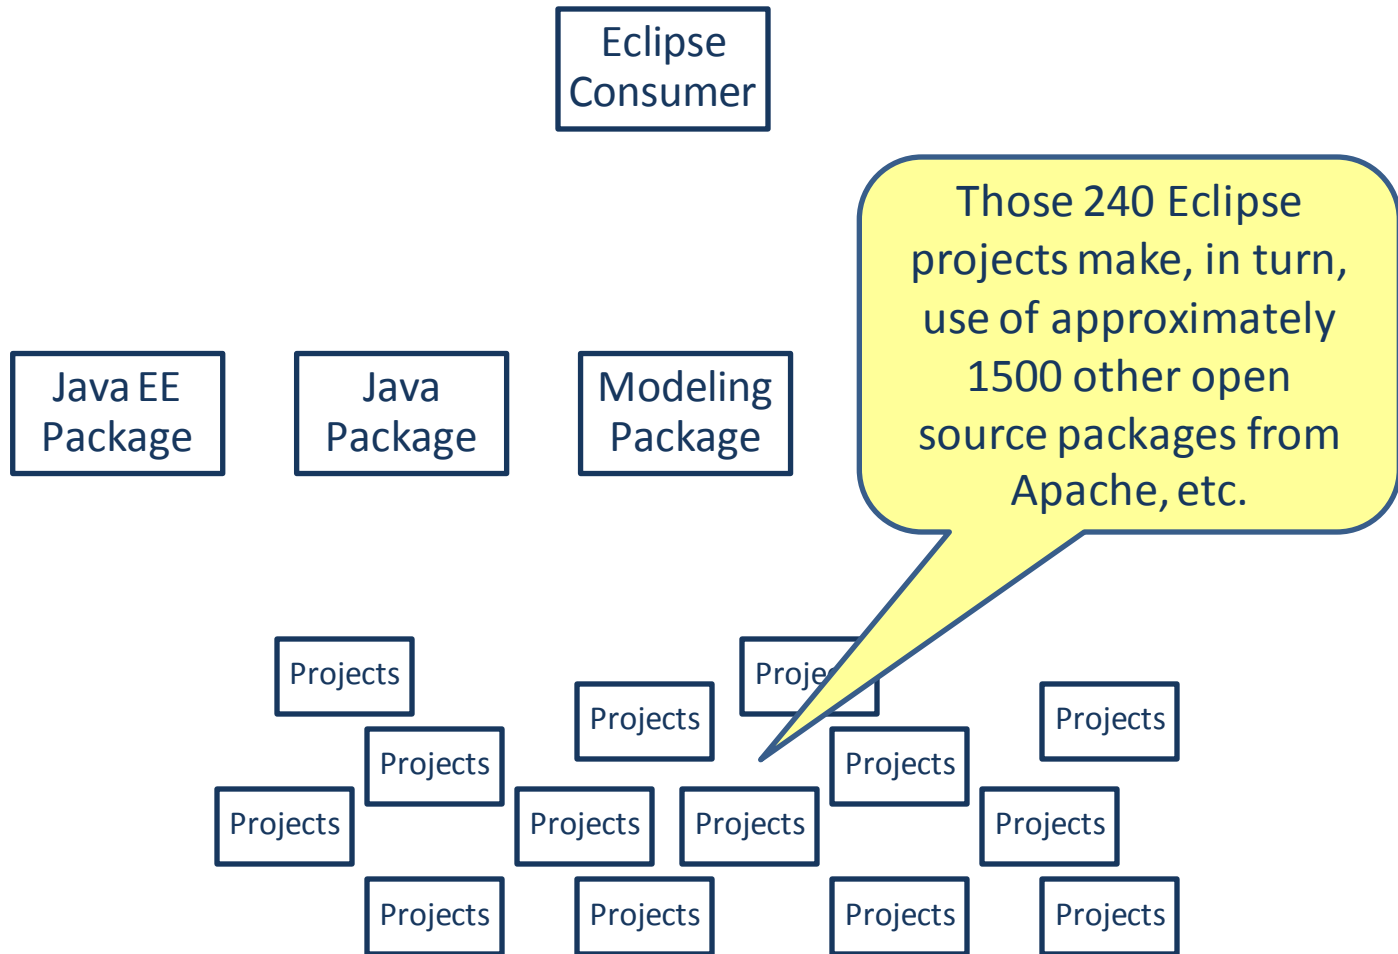 Eclipse
Consumer
Those 240 Eclipse
projects make, in turn,
use of approximately
1500 other open
source packages from
Apache, etc.
Java EE
Package
Java
Package
Modeling
Package
Projects
Projects
Projects
Projects
Projects
Projects
Projects
Projects
Projects
Projects
Projects
Projects
Projects